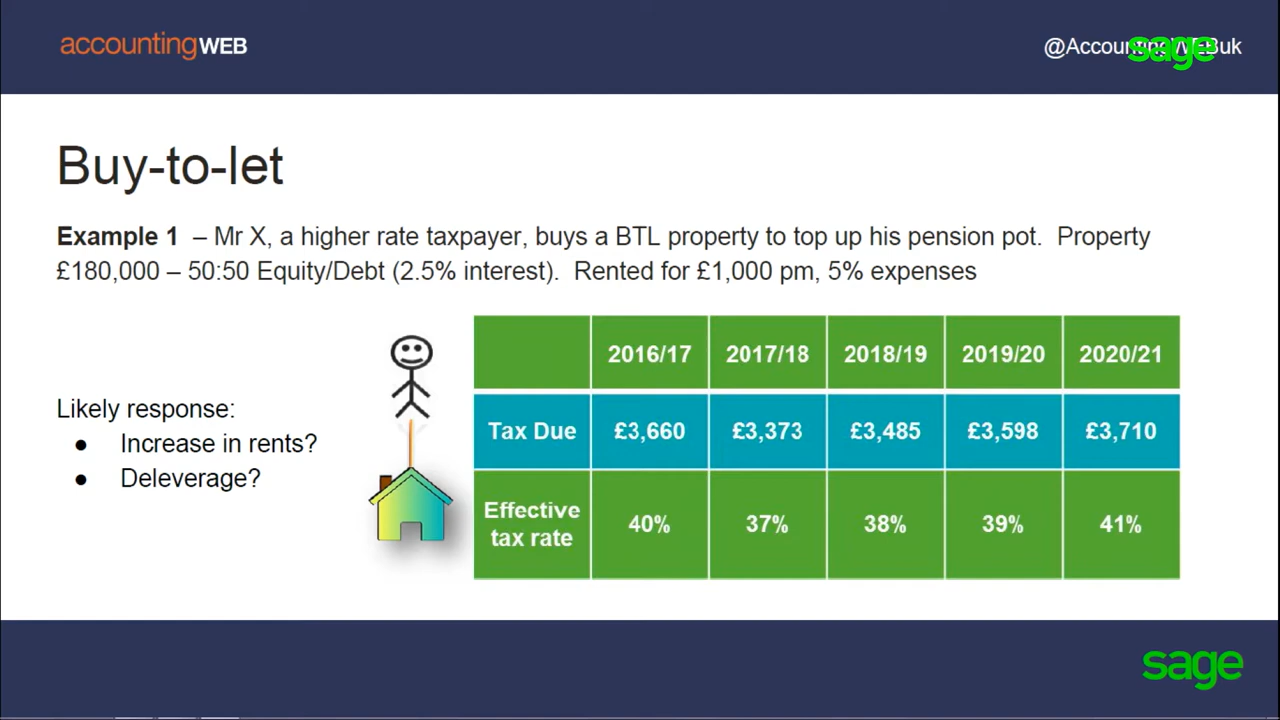 accountingWEB
@AccountingWEBuk
sage
Buy-to-let
Example 1 – Mr X, a higher rate taxpayer, buys a BTL property to top up his pension pot. Property
£180,000 – 50:50 Equity/Debt (2.5% interest). Rented for £1,000 pm, 5% expenses
Likely response:
● Increase in rents?
● Deleverage?
2016/17 2017/18 2018/19 2019/20 2020/21
Tax Due £3,660 £3,373 £3,485 £3,598 £3,710
Effective
tax rate 40% 37% 38% 39% 41%
sage